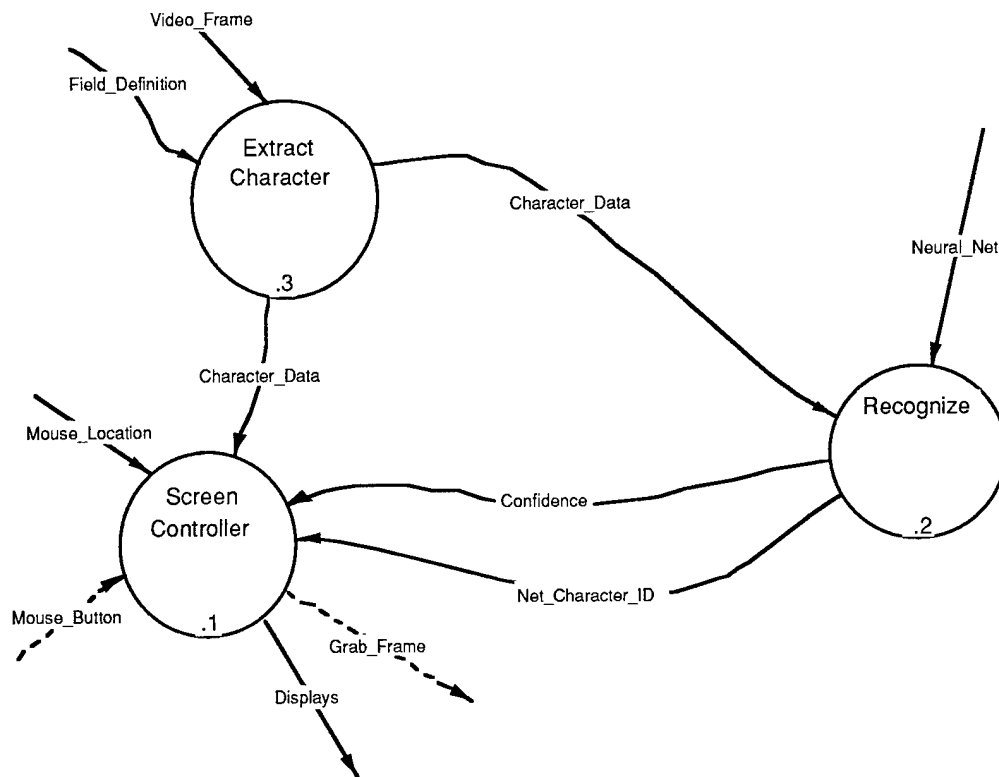 Video_Frame
Field_Definition
Extract
Character
.3
Character_Data
Neural_Net
Character_Data
Mouse_Location
Recognize
.2
Screen
Controller
.1
Confidence
Net_Character_ID
Mouse_Button
Grab_Frame
Displays